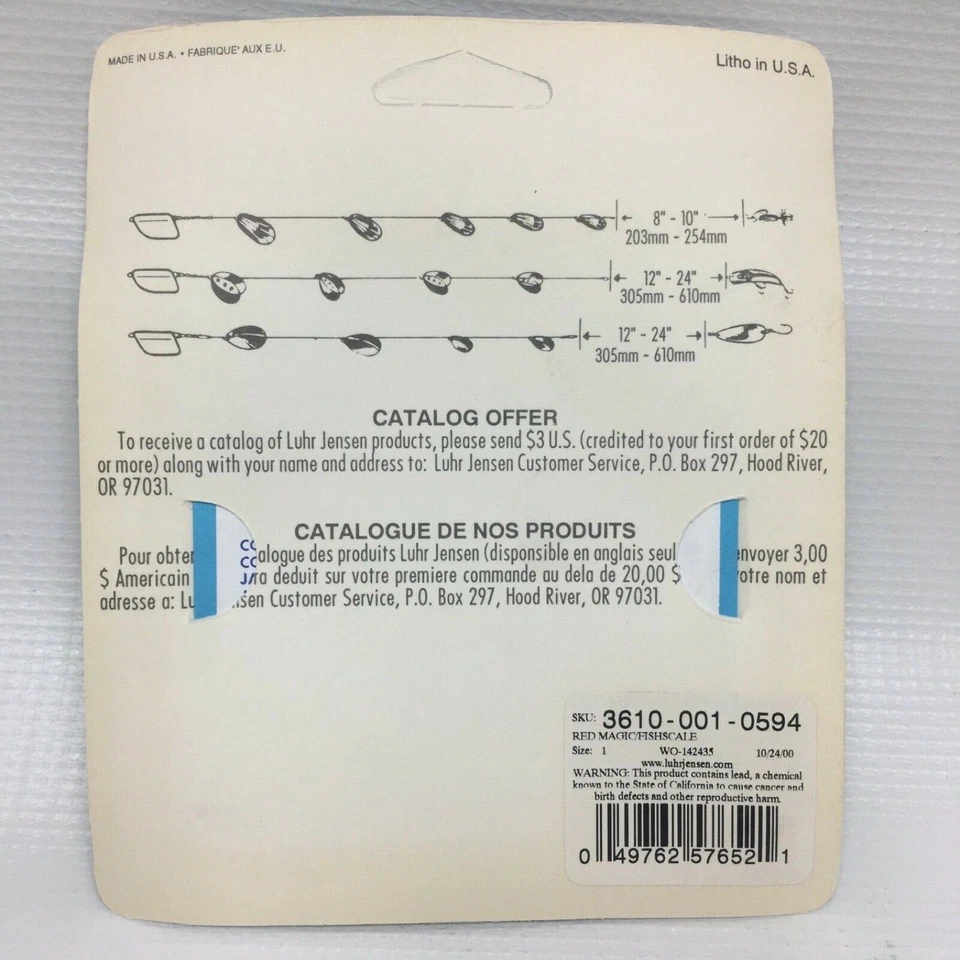 MADE IN U.S.A. • FABRIQUE' AUX E.U.
Litho in U.S.A.
8" - 10"
203mm - 254mm
12" - 24"
305mm - 610mm
12" - 24"
305mm - 610mm
CATALOG OFFER
To receive a catalog of Luhr Jensen products, please send $3 U.S. (credited to your first order of $20
or more) along with your name and address to: Luhr Jensen Customer Service, P.O. Box 297, Hood River,
OR 97031.
CATALOGUE DE NOS PRODUITS
Pour obte alogue des produits Luhr Jensen (disponible en anglais seul envoyer 3,00
$ Americain ra deduit sur votre premiere commande au dela de 20,00 $ votre nom et
adresse a: Lu sen Customer Service, P.O. Box 297, Hood River, OR 97031.
SKU: 3610-001-0594
RED MAGIC/FISHSCALE
Size: 1 WO-142435 10/24/00
www.luhrjensen.com
WARNING: This product contains lead, a chemical
known to the State of California to cause cancer and
birth defects and other reproductive harm.
0 49762 57652 1